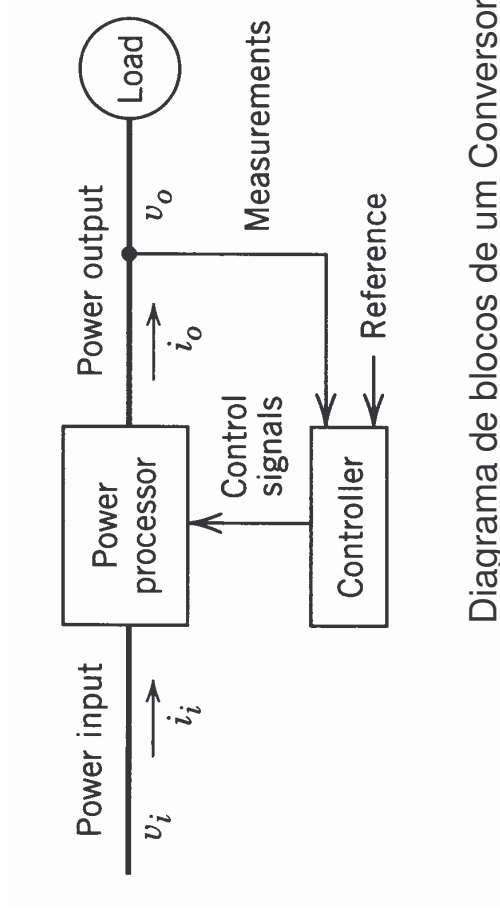 Power input
v_i
i_i
Power
processor
Power output
i_o
v_o
Load
Control
signals
Measurements
Controller
Reference
Diagrama de blocos de um Conversor